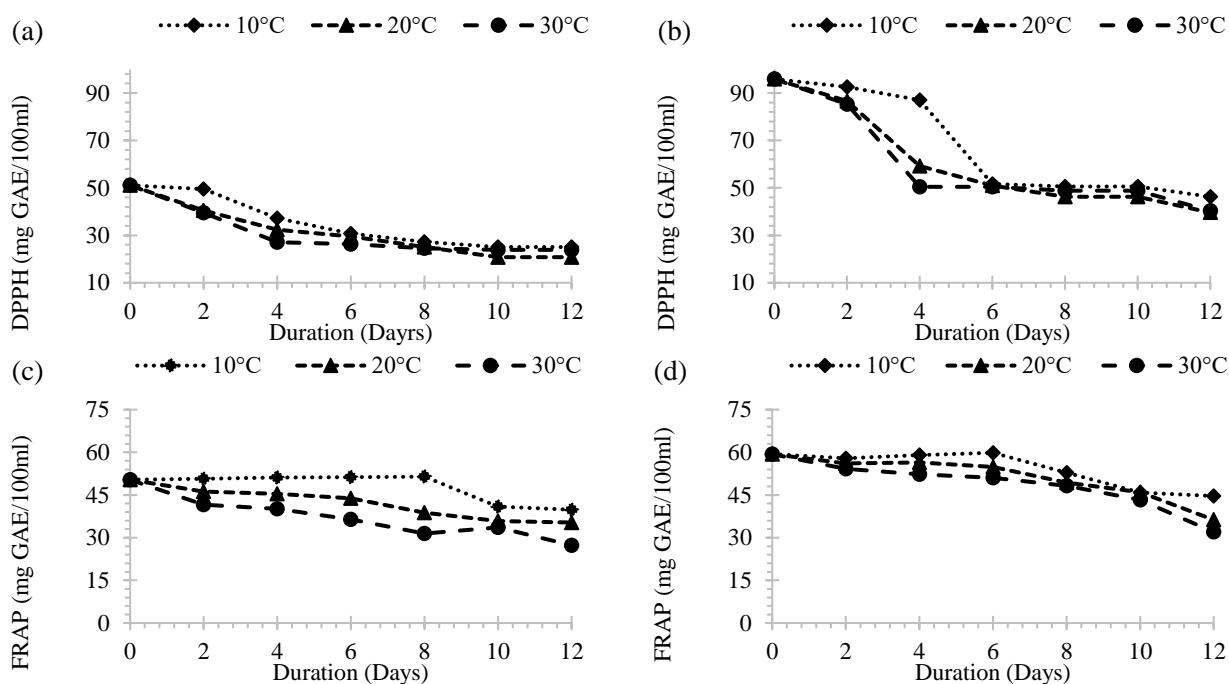 (a) 10°C 20°C 30°C
90
70
50
30
10
0 2 4 6 8 10 12
DPPH (mg GAE/100ml)
Duration (Dayrs)
(b) 10°C 20°C 30°C
90
70
50
30
10
0 2 4 6 8 10 12
DPPH (mg GAE/100ml)
Duration (Days)
(c) 10°C 20°C 30°C
75
60
45
30
15
0
0 2 4 6 8 10 12
FRAP (mg GAE/100ml)
Duration (Days)
(d) 10°C 20°C 30°C
75
60
45
30
15
0
0 2 4 6 8 10 12
FRAP (mg GAE/100ml)
Duration (Days)